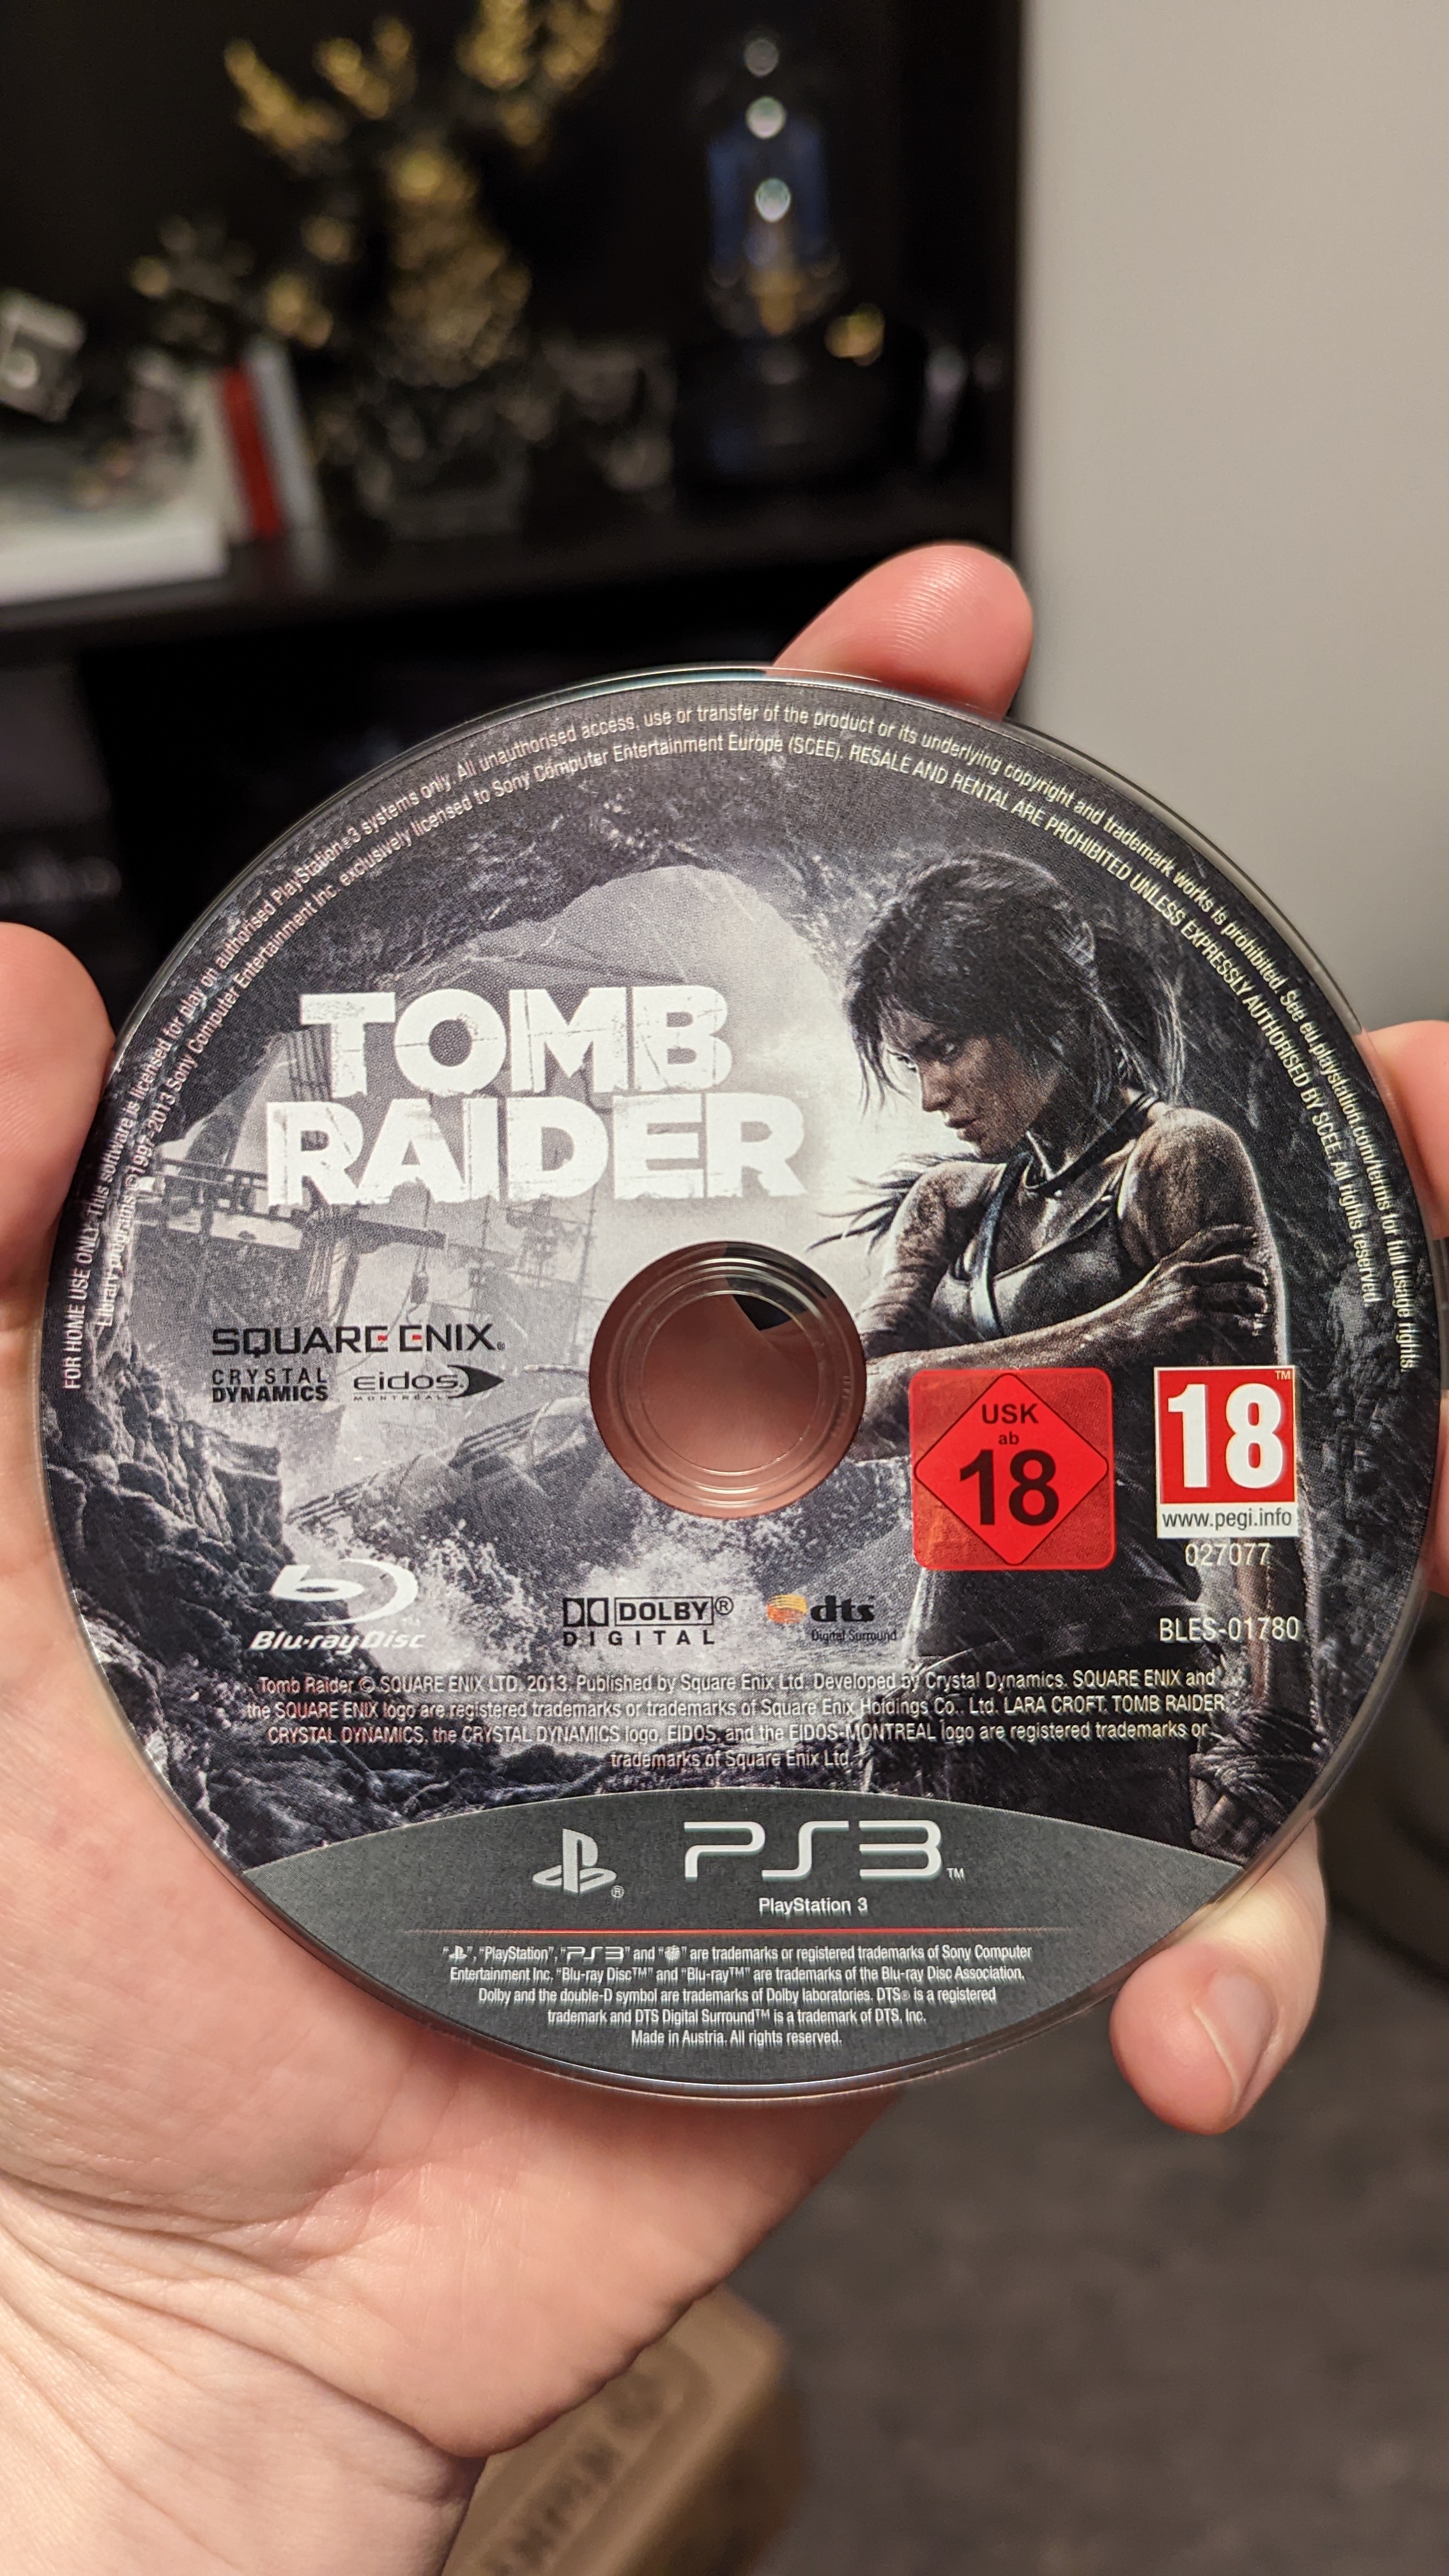 FOR HOME USE ONLY. This software is licensed for play on authorised PlayStation®3 systems only. All unauthorised access, use or transfer of the product or its underlying copyright and trademark works is prohibited. See eu.playstation.com/terms for full usage rights.
Library programs ©1997-2013 Sony Computer Entertainment Inc. exclusively licensed to Sony Computer Entertainment Europe (SCEE). RESALE AND RENTAL ARE PROHIBITED UNLESS EXPRESSLY AUTHORISED BY SCEE. All rights reserved.
TOMB
RAIDER
SQUARE ENIX®
CRYSTAL
DYNAMICS
eidos
MONTRÉAL
USK
ab
18
18™
www.pegi.info
027077
BLES-01780
Blu-ray Disc
DOLBY®
DIGITAL
dts
Digital Surround
Tomb Raider © SQUARE ENIX LTD. 2013. Published by Square Enix Ltd. Developed by Crystal Dynamics. SQUARE ENIX and
the SQUARE ENIX logo are registered trademarks or trademarks of Square Enix Holdings Co., Ltd. LARA CROFT, TOMB RAIDER,
CRYSTAL DYNAMICS, the CRYSTAL DYNAMICS logo, EIDOS, and the EIDOS-MONTREAL logo are registered trademarks or
trademarks of Square Enix Ltd.
® PS3™
PlayStation 3
" ", "PlayStation", "PS3" and " " are trademarks or registered trademarks of Sony Computer
Entertainment Inc. "Blu-ray Disc™" and "Blu-ray™" are trademarks of the Blu-ray Disc Association.
Dolby and the double-D symbol are trademarks of Dolby laboratories. DTS® is a registered
trademark and DTS Digital Surround™ is a trademark of DTS, Inc.
Made in Austria. All rights reserved.